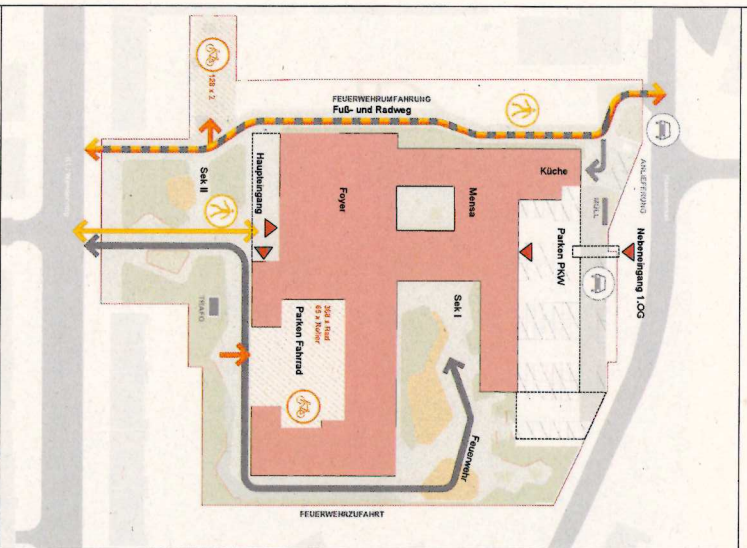 128 x 2
FEUERWEHRUMFAHRUNG
Fuß- und Radweg
Haupteingang
Foyer
Mensa
Küche
MÜLL
ANLIEFERUNG
Nebeneingang 1.OG
Parken PKW
Sek II
Sek I
TRAFO
Parken Fahrrad
358 x Rad
65 x Roller
Feuerwehr
FEUERWEHRZUFAHRT